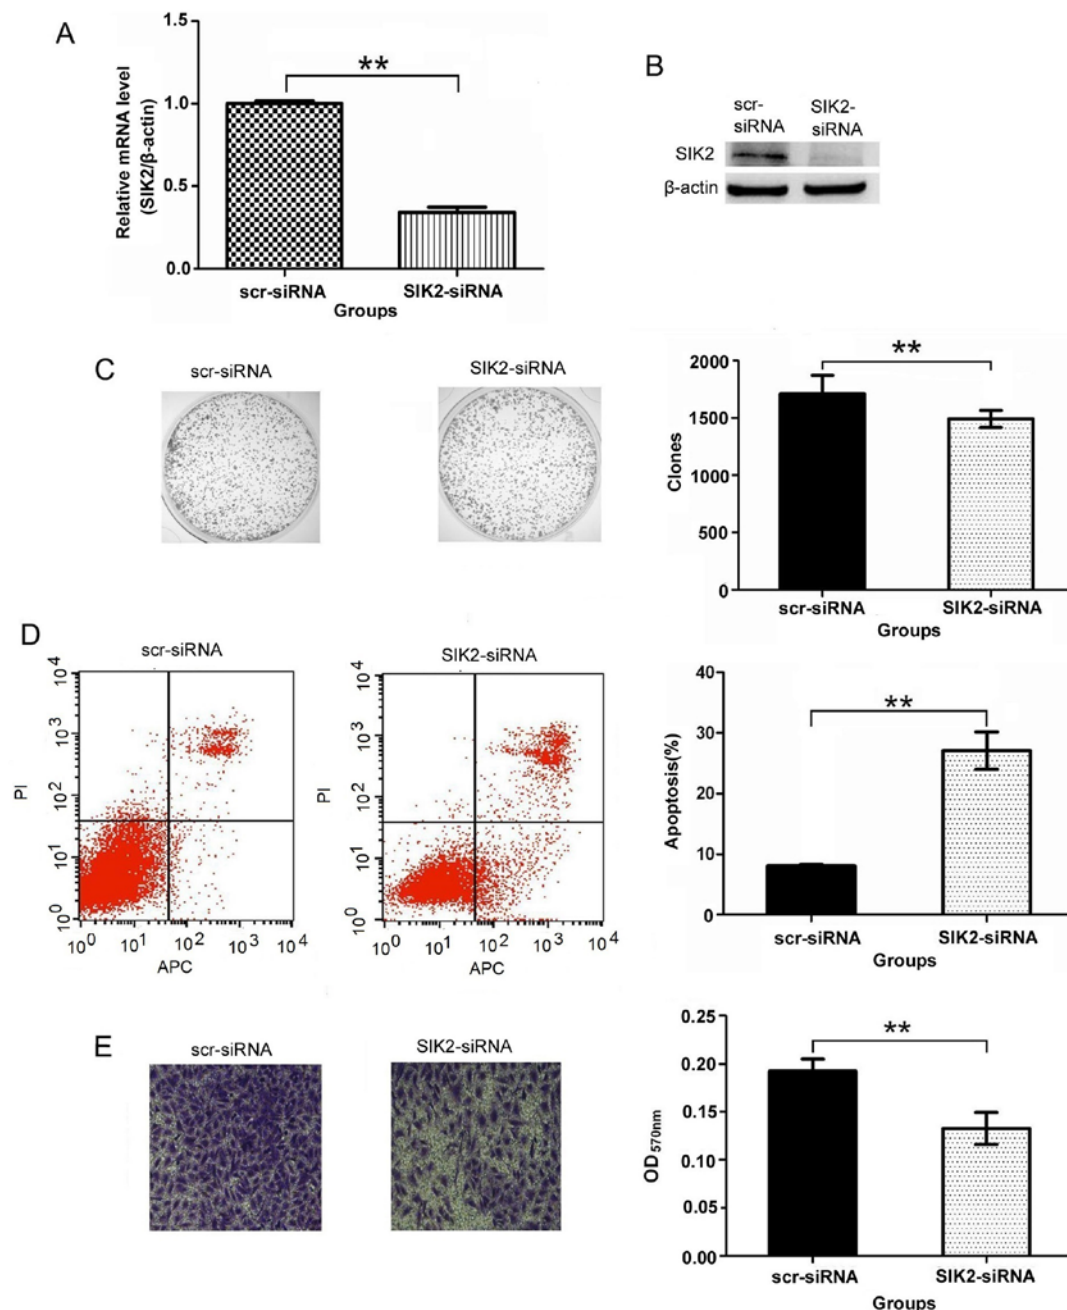 A
Relative mRNA level
(SIK2/β-actin)
1.5
1.0
0.5
0.0
**
scr-siRNA
SIK2-siRNA
Groups
B
scr-
siRNA
SIK2-
siRNA
SIK2
β-actin
C
scr-siRNA
SIK2-siRNA
Clones
2000
1500
1000
500
0
**
scr-siRNA
SIK2-siRNA
Groups
D
scr-siRNA
PI
10⁴
10³
10²
10¹
10⁰
10⁰ 10¹ 10² 10³ 10⁴
APC
SIK2-siRNA
PI
10⁴
10³
10²
10¹
10⁰
10⁰ 10¹ 10² 10³ 10⁴
APC
Apoptosis(%)
40
30
20
10
0
**
scr-siRNA
SIK2-siRNA
Groups
E
scr-siRNA
SIK2-siRNA
OD570nm
0.25
0.20
0.15
0.10
0.05
0.00
**
scr-siRNA
SIK2-siRNA
Groups